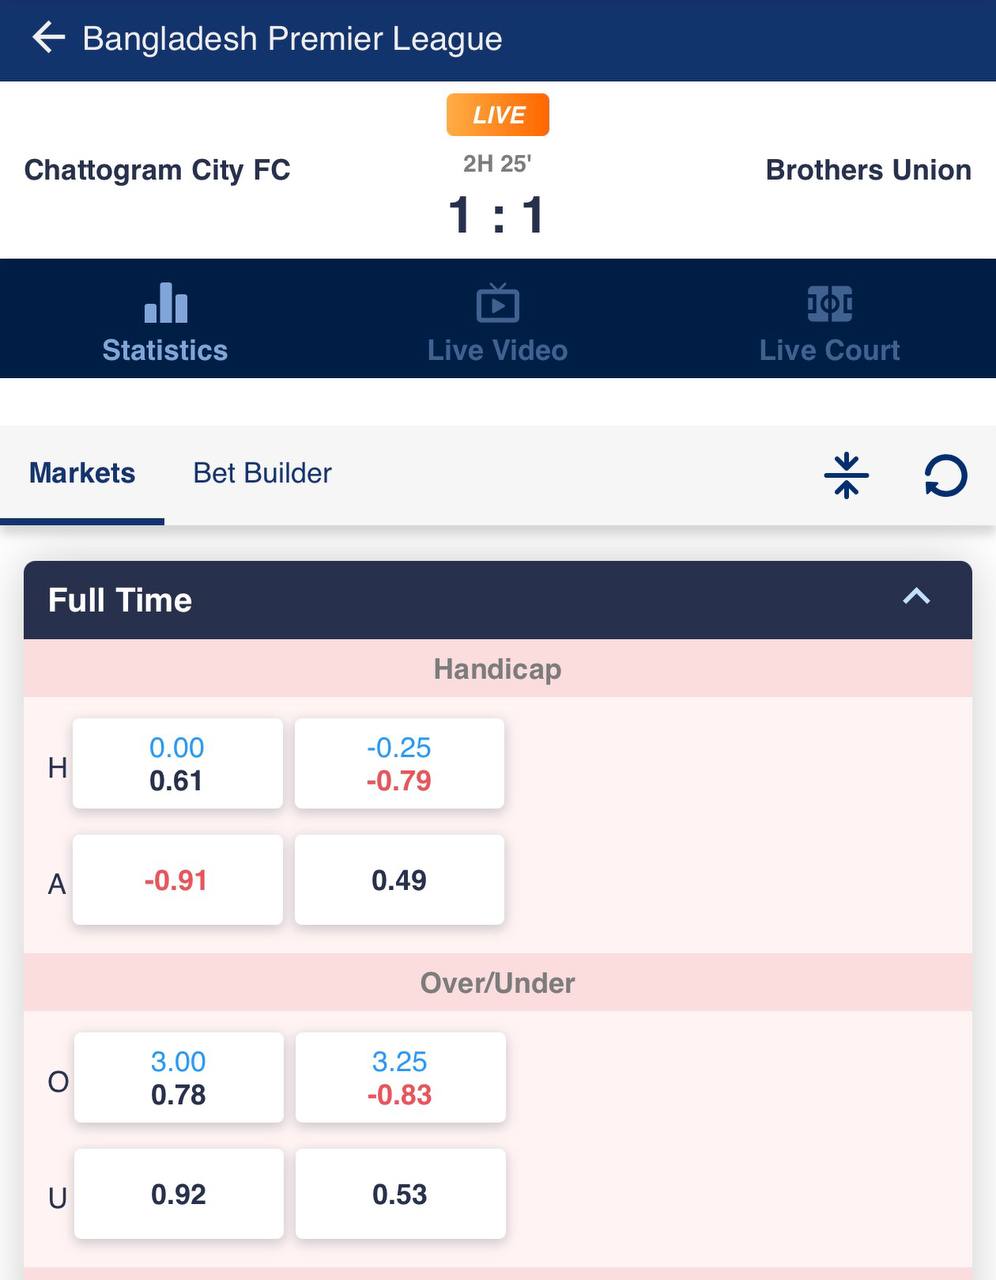 Bangladesh Premier League
LIVE
Chattogram City FC
2H 25'
Brothers Union
1 : 1
Statistics
Live Video
Live Court
Markets
Bet Builder
Full Time
Handicap
H
0.00
0.61
-0.25
-0.79
A
-0.91
0.49
Over/Under
O
3.00
0.78
3.25
-0.83
U
0.92
0.53